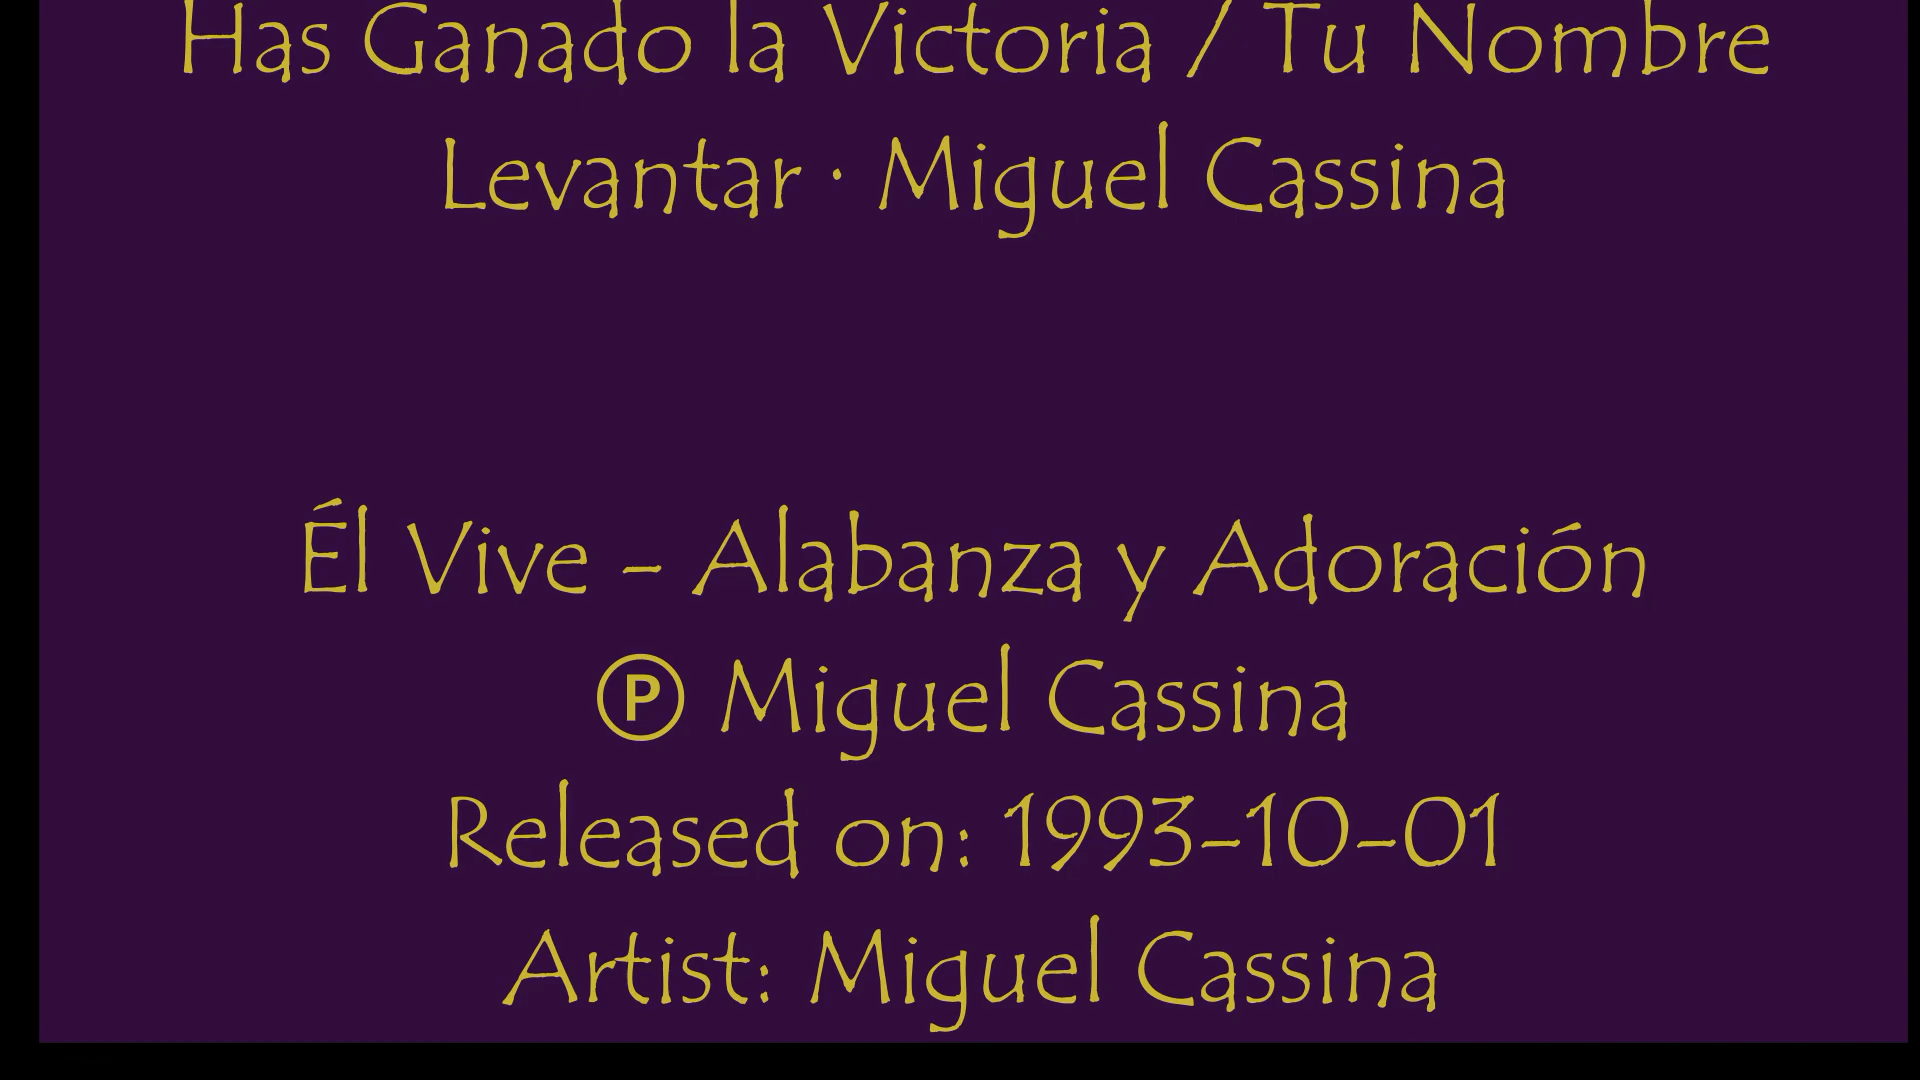 Has Ganado la Victoria / Tu Nombre
Levantar · Miguel Cassina
Él Vive - Alabanza y Adoración
℗ Miguel Cassina
Released on: 1993-10-01
Artist: Miguel Cassina